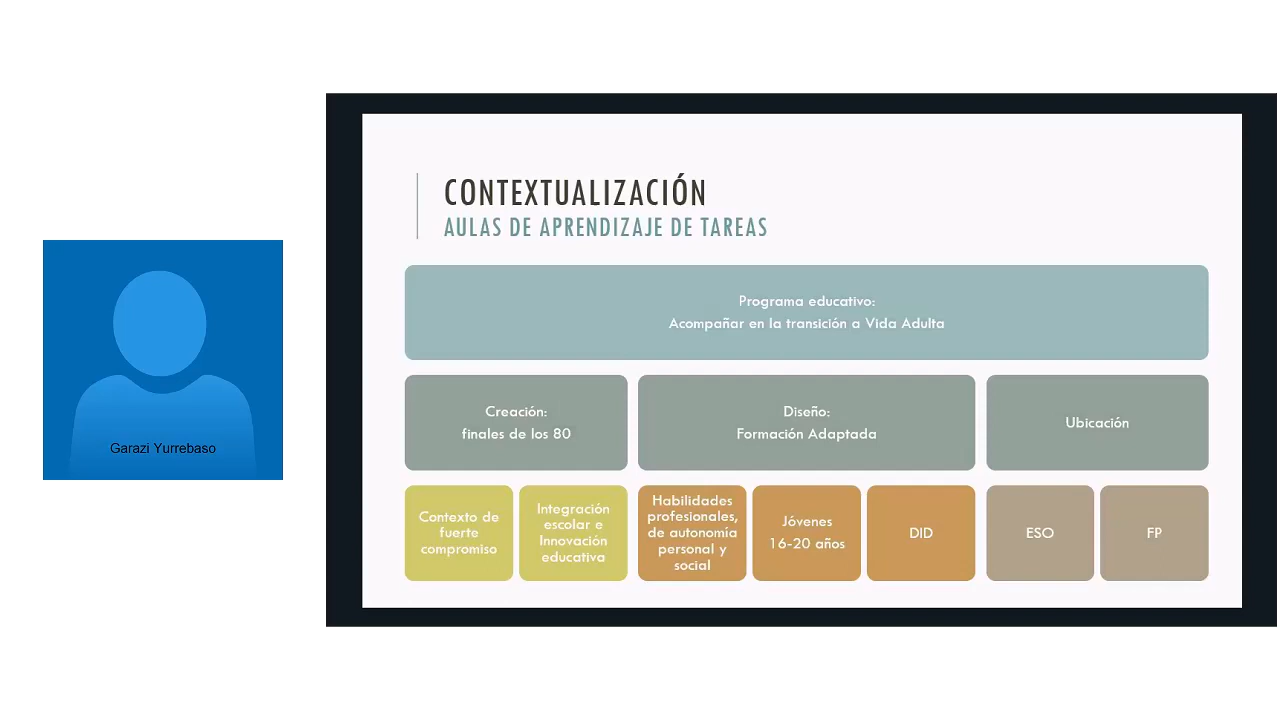 CONTEXTUALIZACIÓN
AULAS DE APRENDIZAJE DE TAREAS
Programa educativo:
Acompañar en la transición a Vida Adulta
Creación:
finales de los 80
Diseño:
Formación Adaptada
Ubicación
Contexto de
fuerte
compromiso
Integración
escolar e
Innovación
educativa
Habilidades
profesionales,
de autonomía
personal y
social
Jóvenes
16-20 años
DID
ESO
FP
Garazi Yurrebaso